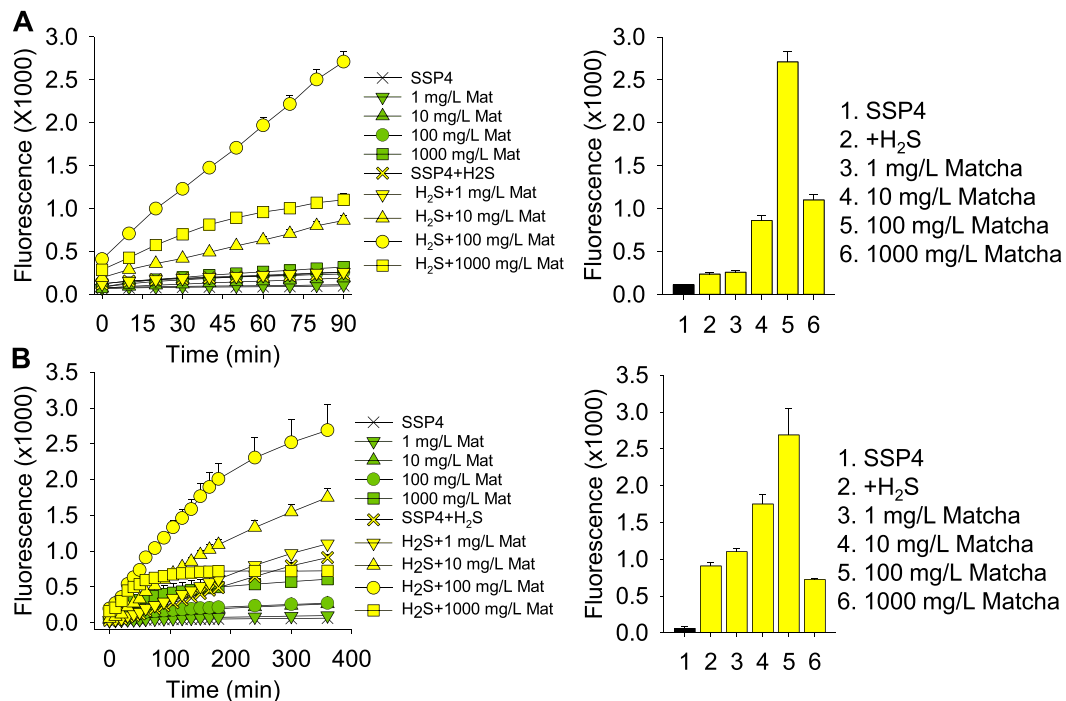 A
Fluorescence (X1000)
3.0
2.5
2.0
1.5
1.0
0.5
0.0
0 15 30 45 60 75 90
Time (min)
SSP4
1 mg/L Mat
10 mg/L Mat
100 mg/L Mat
1000 mg/L Mat
SSP4+H2S
H₂S+1 mg/L Mat
H₂S+10 mg/L Mat
H₂S+100 mg/L Mat
H₂S+1000 mg/L Mat
Fluorescence (x1000)
3.0
2.5
2.0
1.5
1.0
0.5
0.0
1 2 3 4 5 6
1. SSP4
2. +H₂S
3. 1 mg/L Matcha
4. 10 mg/L Matcha
5. 100 mg/L Matcha
6. 1000 mg/L Matcha
B
Fluorescence (x1000)
3.5
3.0
2.5
2.0
1.5
1.0
0.5
0.0
0 100 200 300 400
Time (min)
SSP4
1 mg/L Mat
10 mg/L Mat
100 mg/L Mat
1000 mg/L Mat
SSP4+H₂S
H₂S+1 mg/L Mat
H₂S+10 mg/L Mat
H₂S+100 mg/L Mat
H₂S+1000 mg/L Mat
Fluorescence (x1000)
3.5
3.0
2.5
2.0
1.5
1.0
0.5
0.0
1 2 3 4 5 6
1. SSP4
2. +H₂S
3. 1 mg/L Matcha
4. 10 mg/L Matcha
5. 100 mg/L Matcha
6. 1000 mg/L Matcha